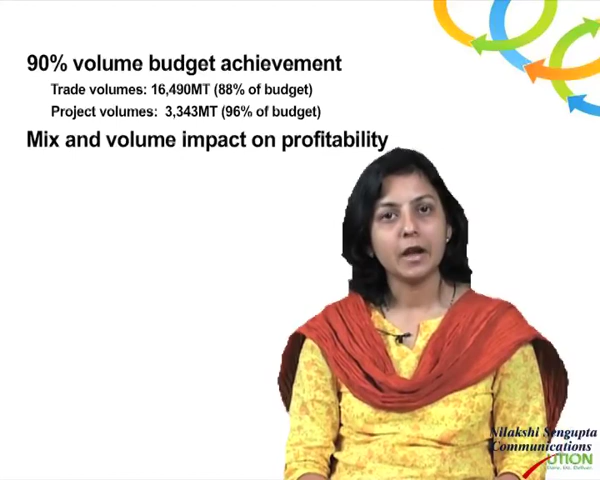 90% volume budget achievement
Trade volumes: 16,490MT (88% of budget)
Project volumes: 3,343MT (96% of budget)
Mix and volume impact on profitability
Nilakshi Sengupta
Communications
UTION